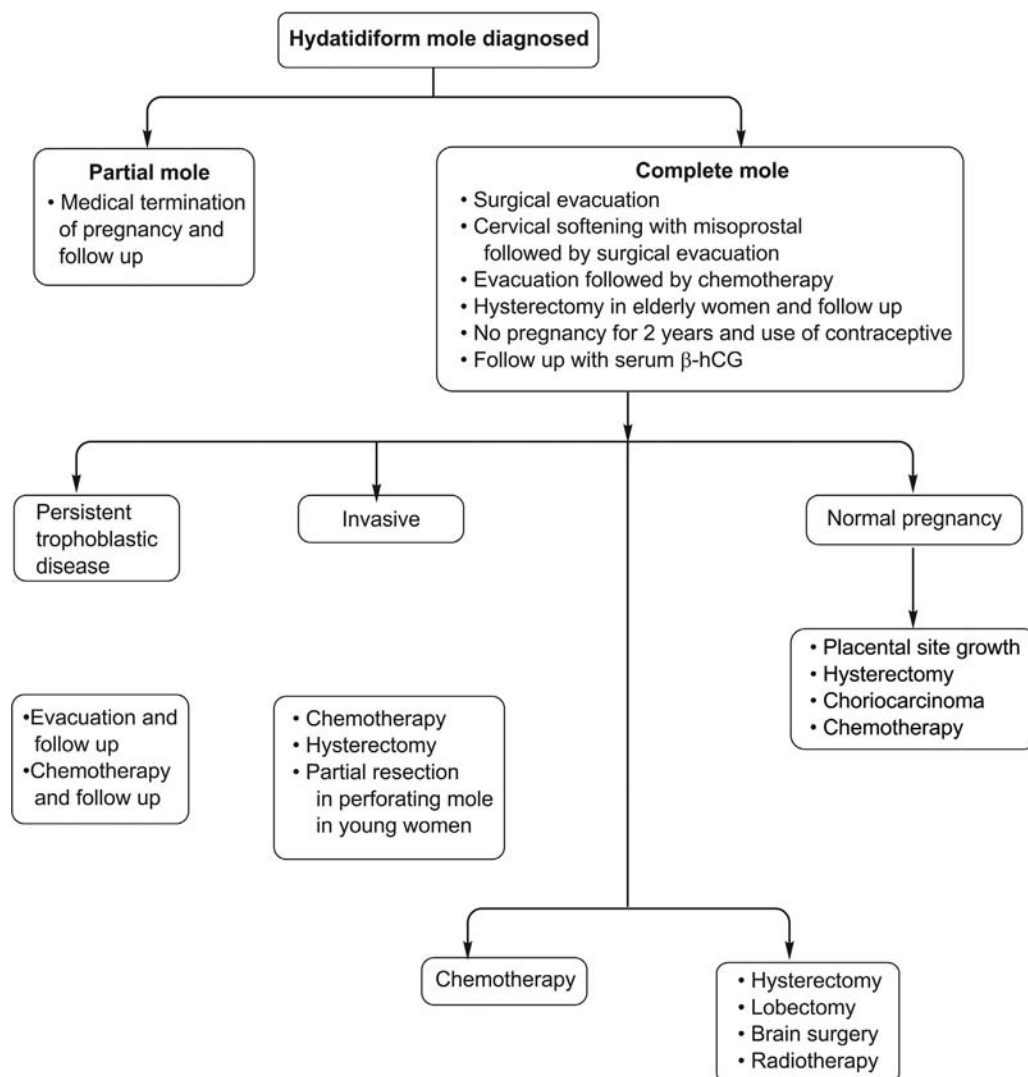 Hydatidiform mole diagnosed
Partial mole
• Medical termination
of pregnancy and
follow up
Complete mole
• Surgical evacuation
• Cervical softening with misoprostal
followed by surgical evacuation
• Evacuation followed by chemotherapy
• Hysterectomy in elderly women and follow up
• No pregnancy for 2 years and use of contraceptive
• Follow up with serum β-hCG
Persistent
trophoblastic
disease
Invasive
Normal pregnancy
•Evacuation and
follow up
•Chemotherapy
and follow up
• Chemotherapy
• Hysterectomy
• Partial resection
in perforating mole
in young women
• Placental site growth
• Hysterectomy
• Choriocarcinoma
• Chemotherapy
Chemotherapy
• Hysterectomy
• Lobectomy
• Brain surgery
• Radiotherapy